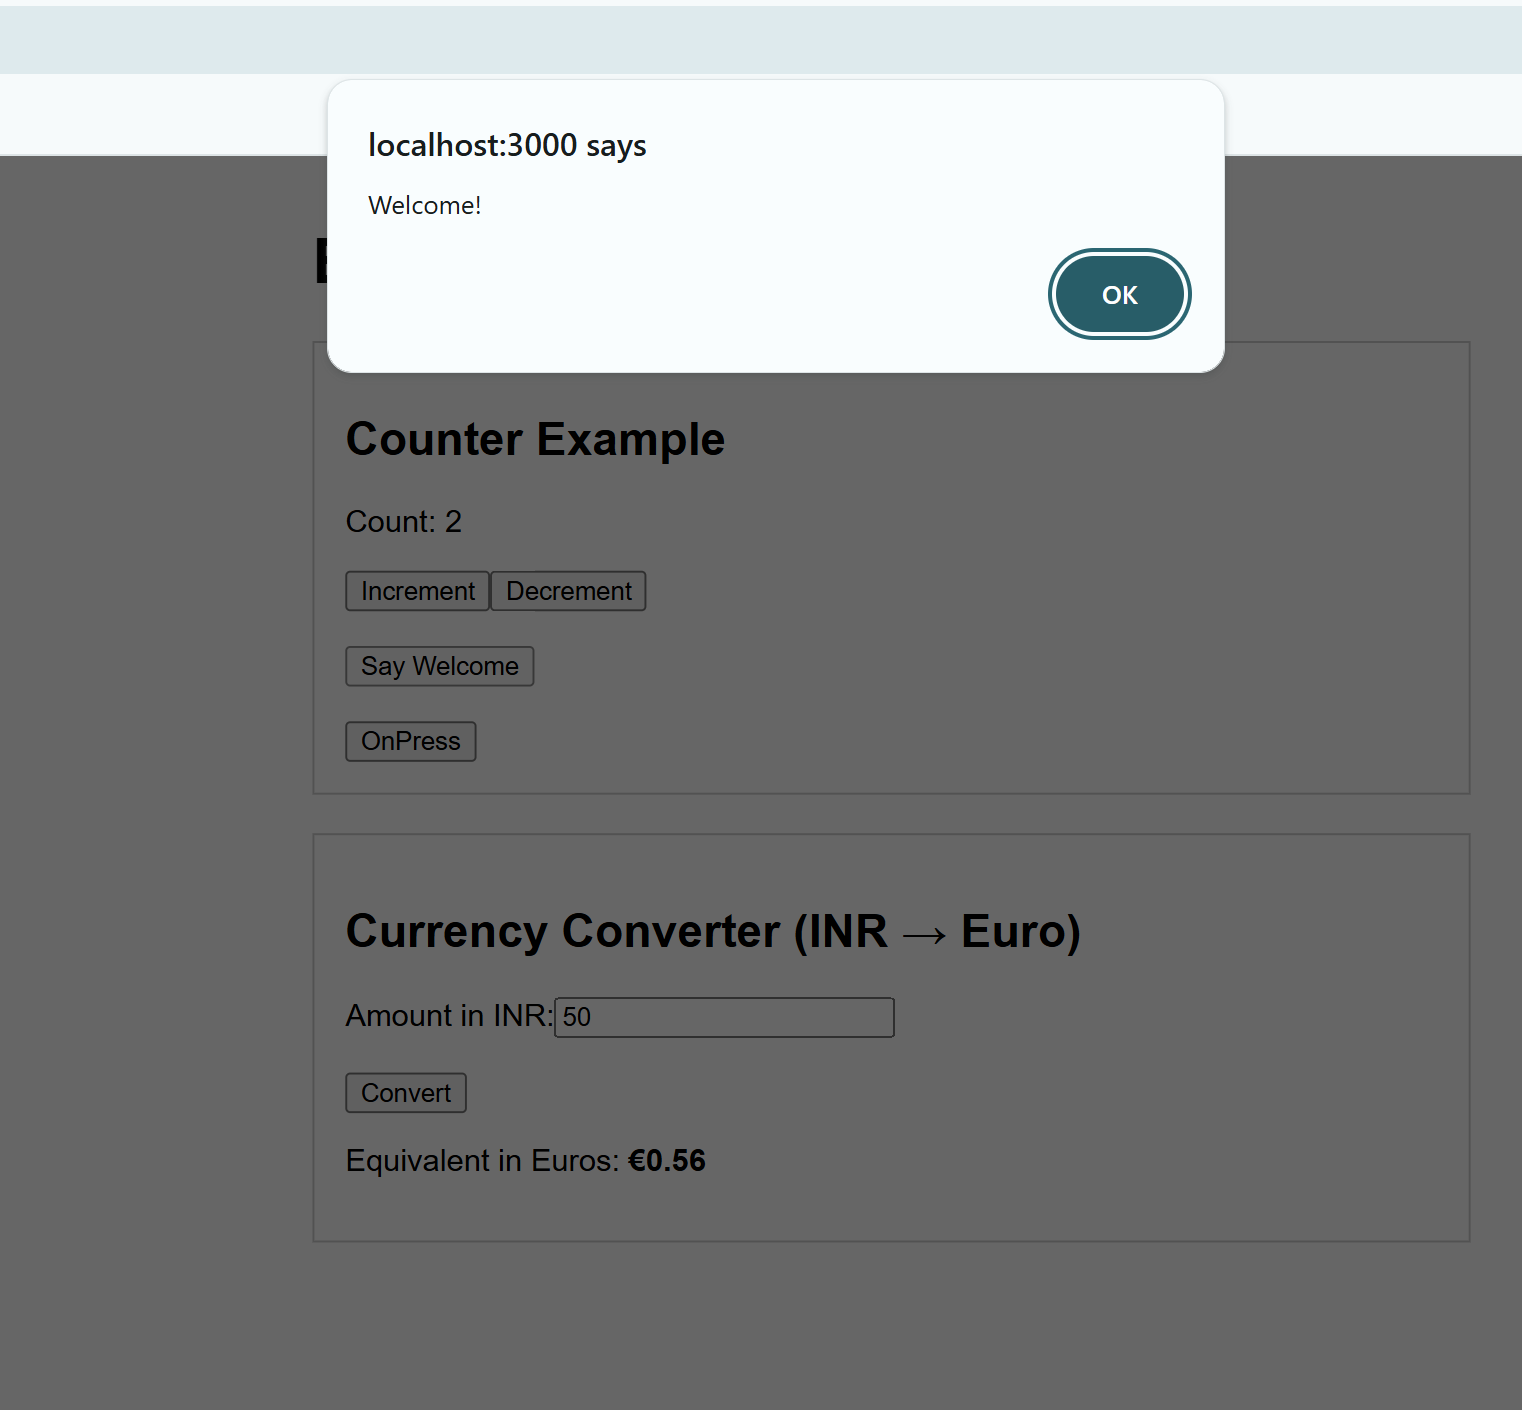 localhost:3000 says
Welcome!
OK
Counter Example
Count: 2
Increment Decrement
Say Welcome
OnPress
Currency Converter (INR → Euro)
Amount in INR: 50
Convert
Equivalent in Euros: €0.56